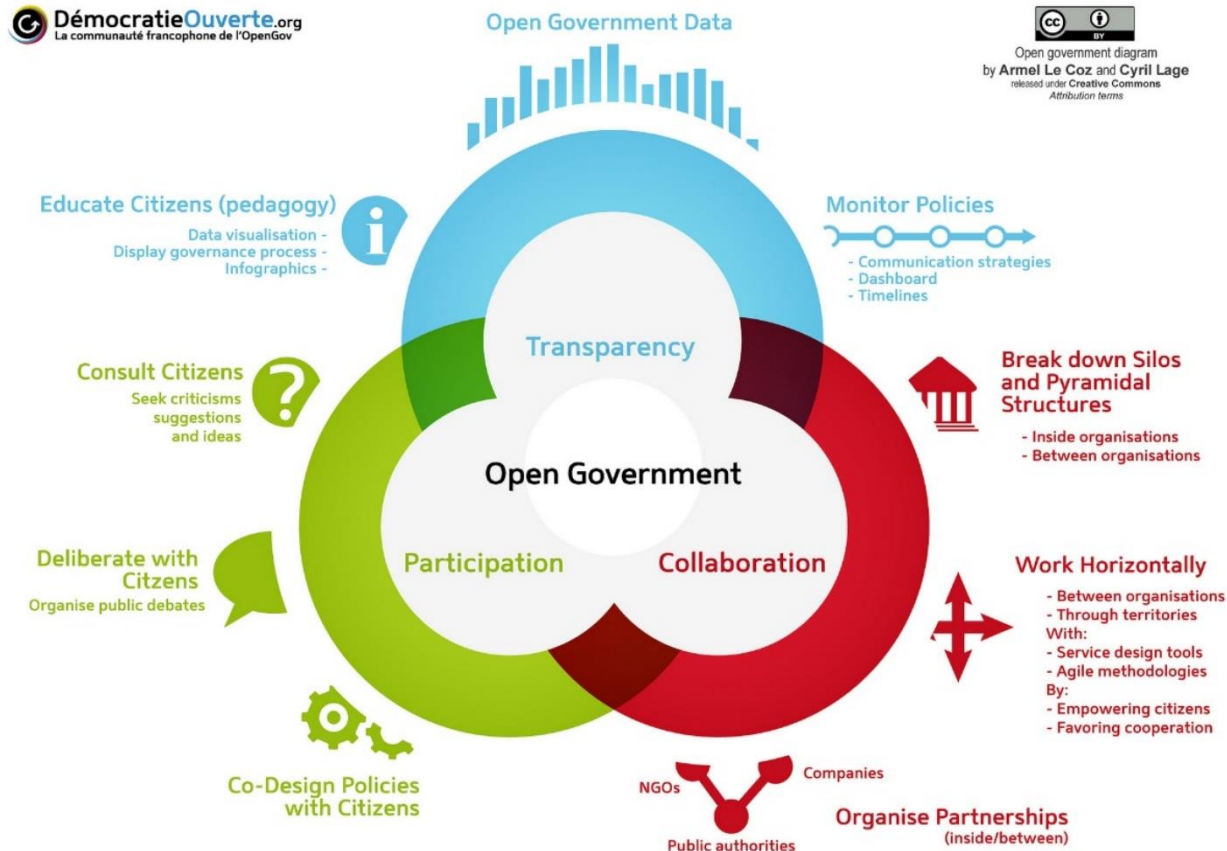 DémocratieOuverte.org
La communauté francophone de l'OpenGov
Open Government Data
cc BY
Open government diagram
by Armel Le Coz and Cyril Lage
released under Creative Commons
Attribution terms
Educate Citizens (pedagogy)
Data visualisation -
Display governance process -
Infographics -
Monitor Policies
- Communication strategies
- Dashboard
- Timelines
Transparency
Consult Citizens
Seek criticisms
suggestions
and ideas
Break down Silos
and Pyramidal
Structures
- Inside organisations
- Between organisations
Open Government
Deliberate with
Citzens
Organise public debates
Participation
Collaboration
Work Horizontally
- Between organisations
- Through territories
With:
- Service design tools
- Agile methodologies
By:
- Empowering citizens
- Favoring cooperation
Co-Design Policies
with Citizens
NGOs
Companies
Public authorities
Organise Partnerships
(inside/between)